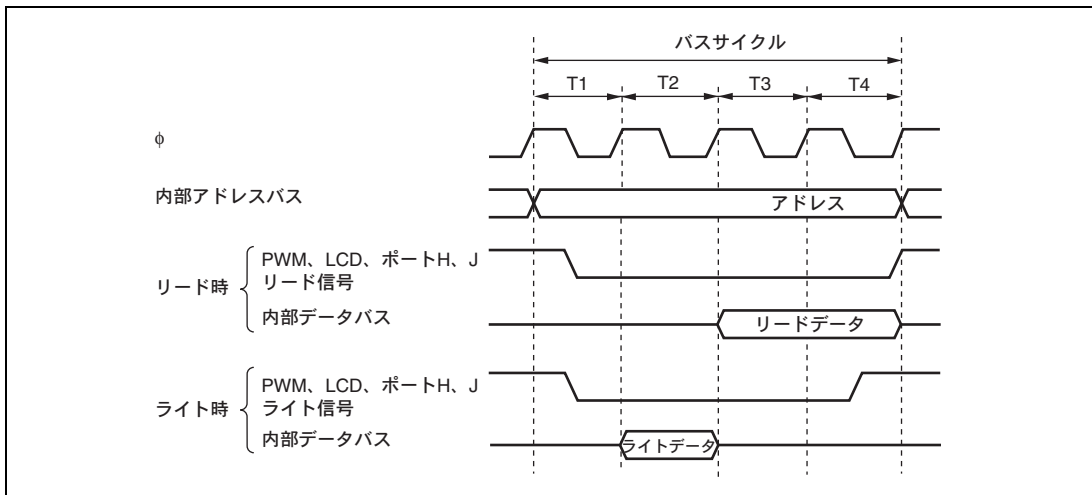 バスサイクル
T1 T2 T3 T4
φ
内部アドレスバス
アドレス
リード時
PWM、LCD、ポートH、J
リード信号
内部データバス
リードデータ
ライト時
PWM、LCD、ポートH、J
ライト信号
内部データバス
ライトデータ